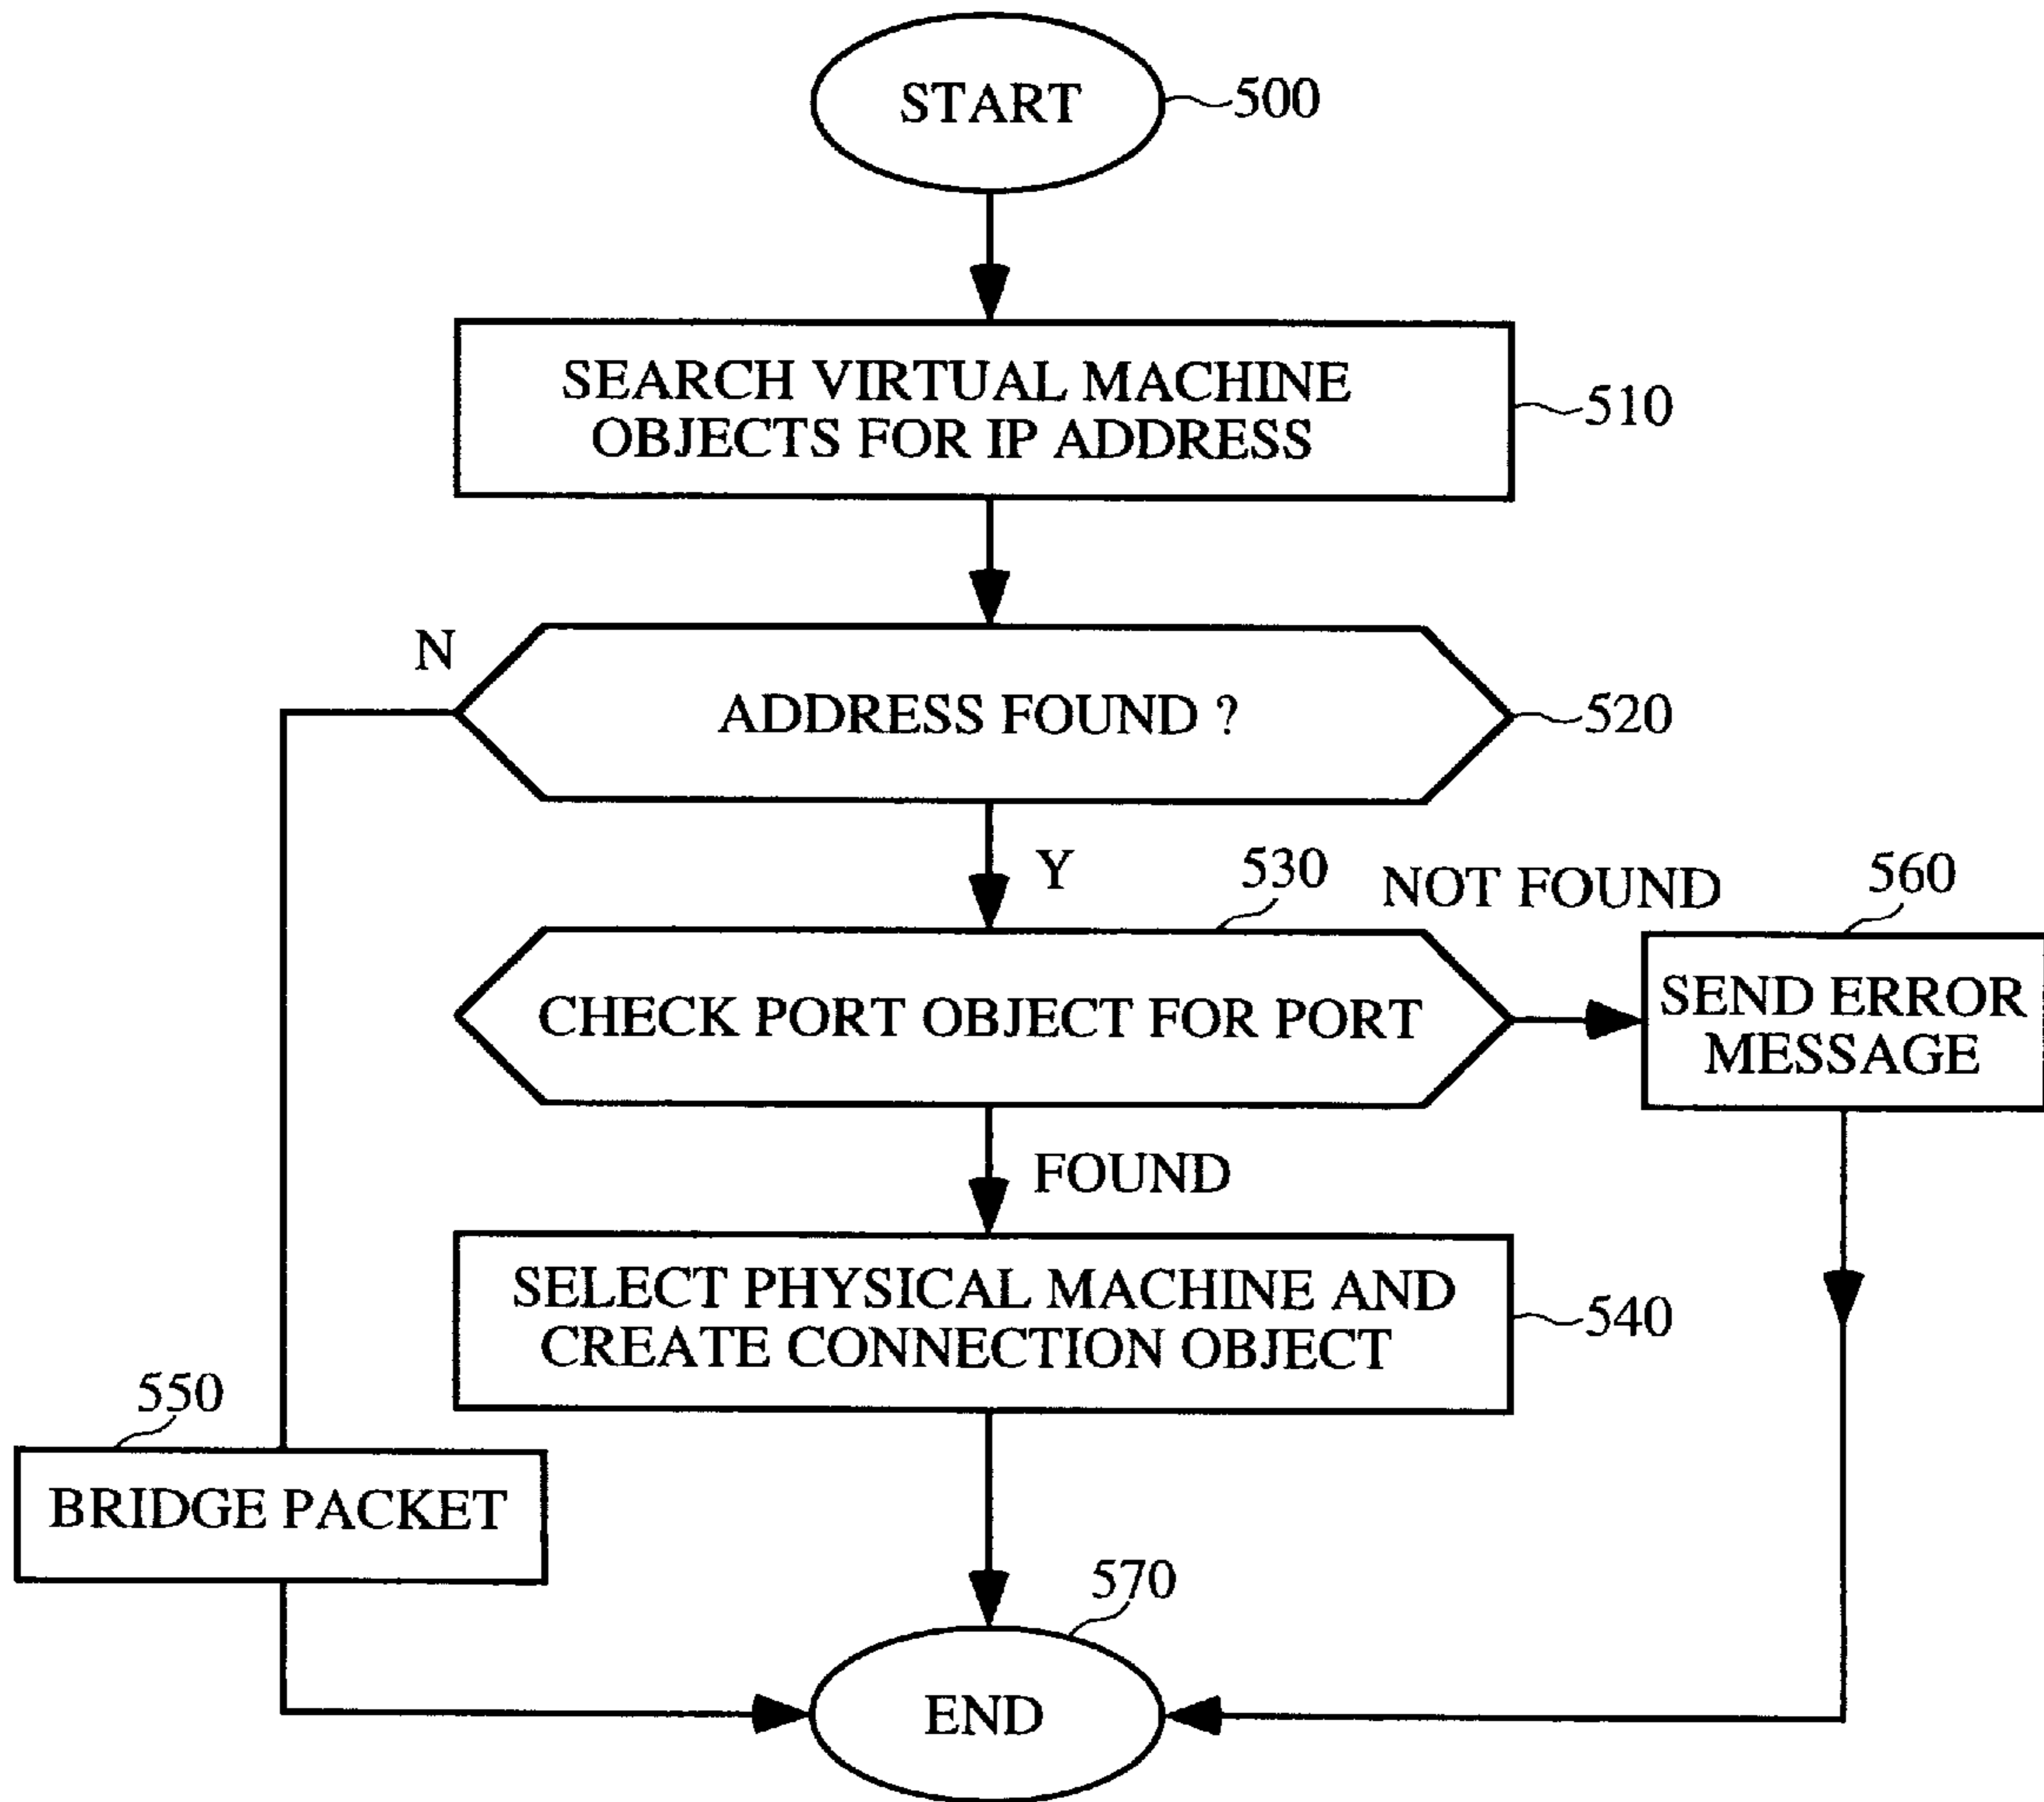 START
500
SEARCH VIRTUAL MACHINE
OBJECTS FOR IP ADDRESS
510
N
ADDRESS FOUND ?
520
Y
530
NOT FOUND
560
CHECK PORT OBJECT FOR PORT
SEND ERROR
MESSAGE
FOUND
SELECT PHYSICAL MACHINE AND
CREATE CONNECTION OBJECT
540
550
BRIDGE PACKET
570
END